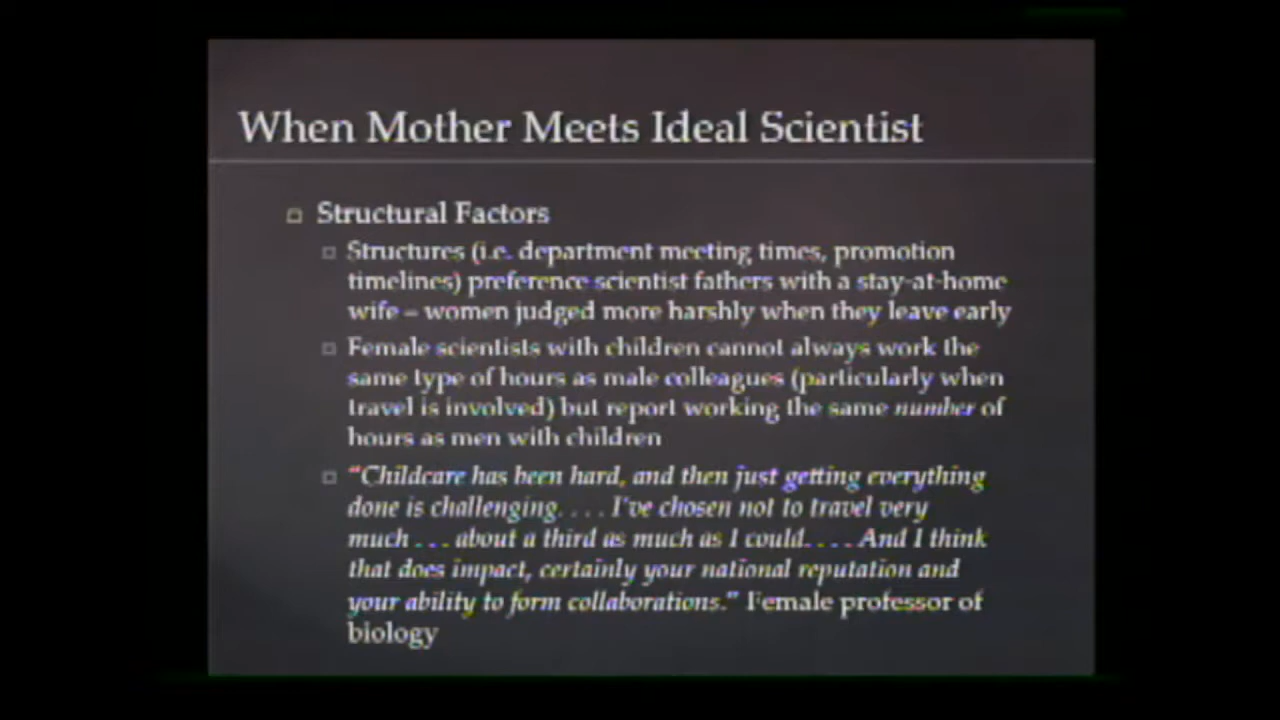 When Mother Meets Ideal Scientist
Structural Factors
Structures (i.e. department meeting times, promotion
timelines) preference scientist fathers with a stay-at-home
wife – women judged more harshly when they leave early
Female scientists with children cannot always work the
same type of hours as male colleagues (particularly when
travel is involved) but report working the same number of
hours as men with children
"Childcare has been hard, and then just getting everything
done is challenging. . . . I've chosen not to travel very
much . . . about a third as much as I could. . . . And I think
that does impact, certainly your national reputation and
your ability to form collaborations." Female professor of
biology